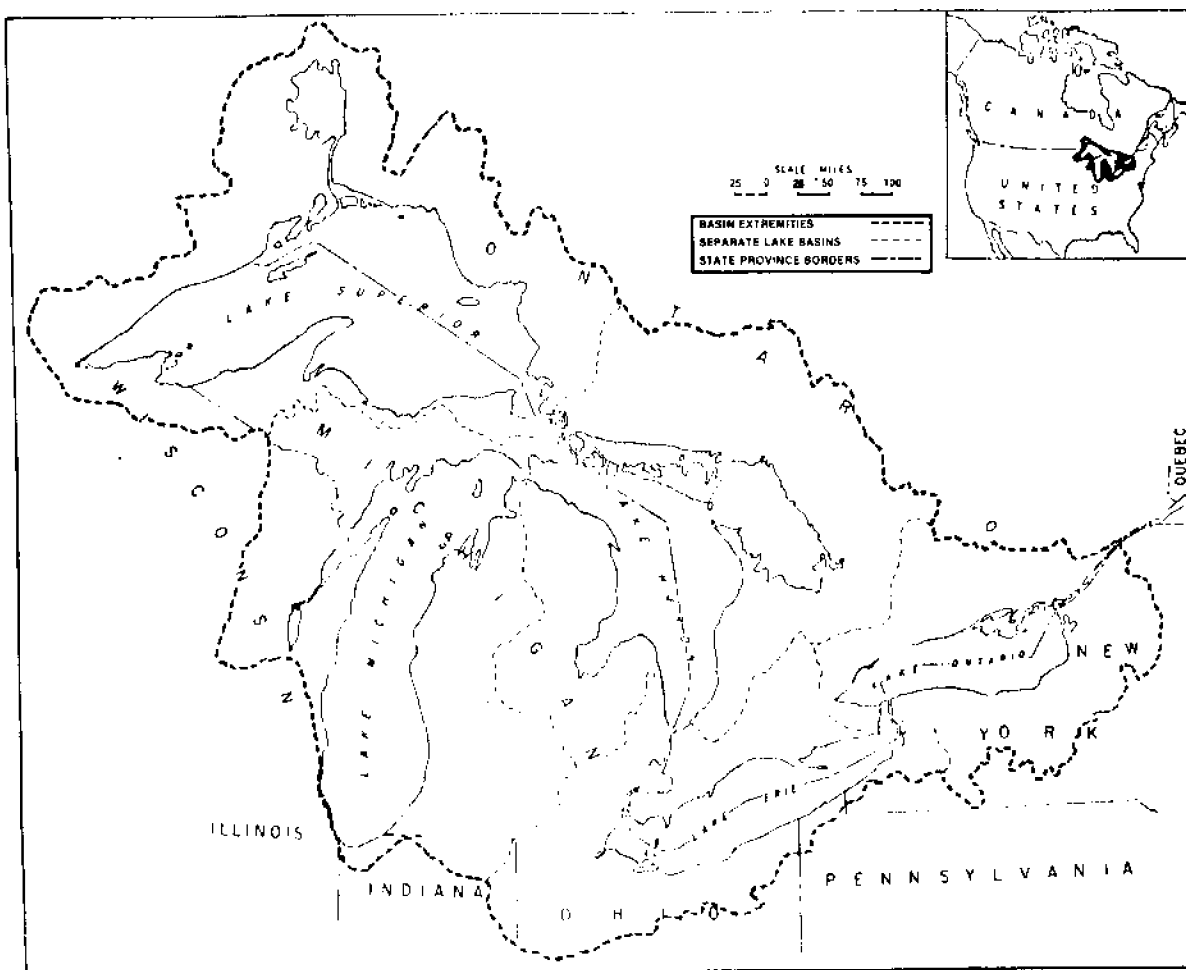 CANADA
UNITED
STATES
SCALE MILES
25 0 25 50 75 100
BASIN EXTREMITIES
SEPARATE LAKE BASINS
STATE PROVINCE BORDERS
ONTARIO
LAKE SUPERIOR
WISCONSIN
MICHIGAN
LAKE MICHIGAN
LAKE HURON
QUEBEC
LAKE ONTARIO
NEW
YORK
LAKE ERIE
ILLINOIS
INDIANA
OHIO
PENNSYLVANIA